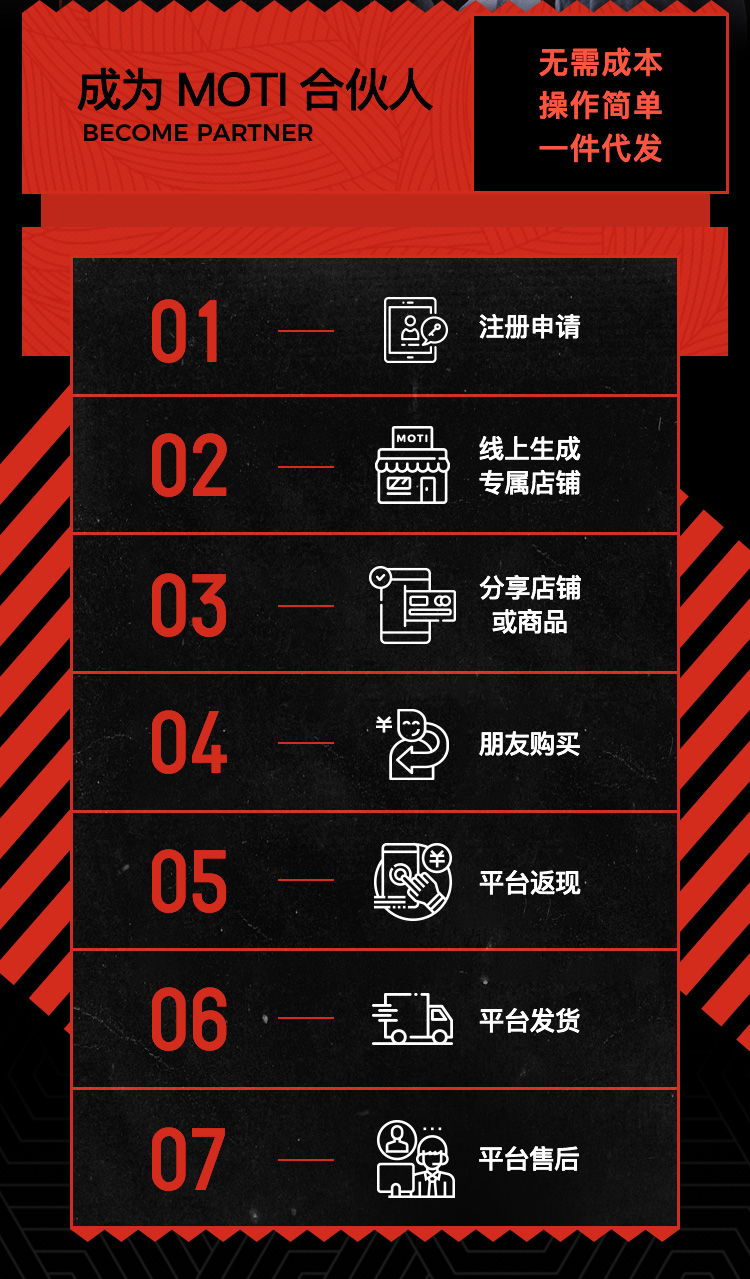 成为 MOTI 合伙人
BECOME PARTNER
无需成本
操作简单
一件代发
01
注册申请
02
MOTI
线上生成
专属店铺
03
分享店铺
或商品
04
¥
朋友购买
05
¥
平台返现
06
平台发货
07
平台售后